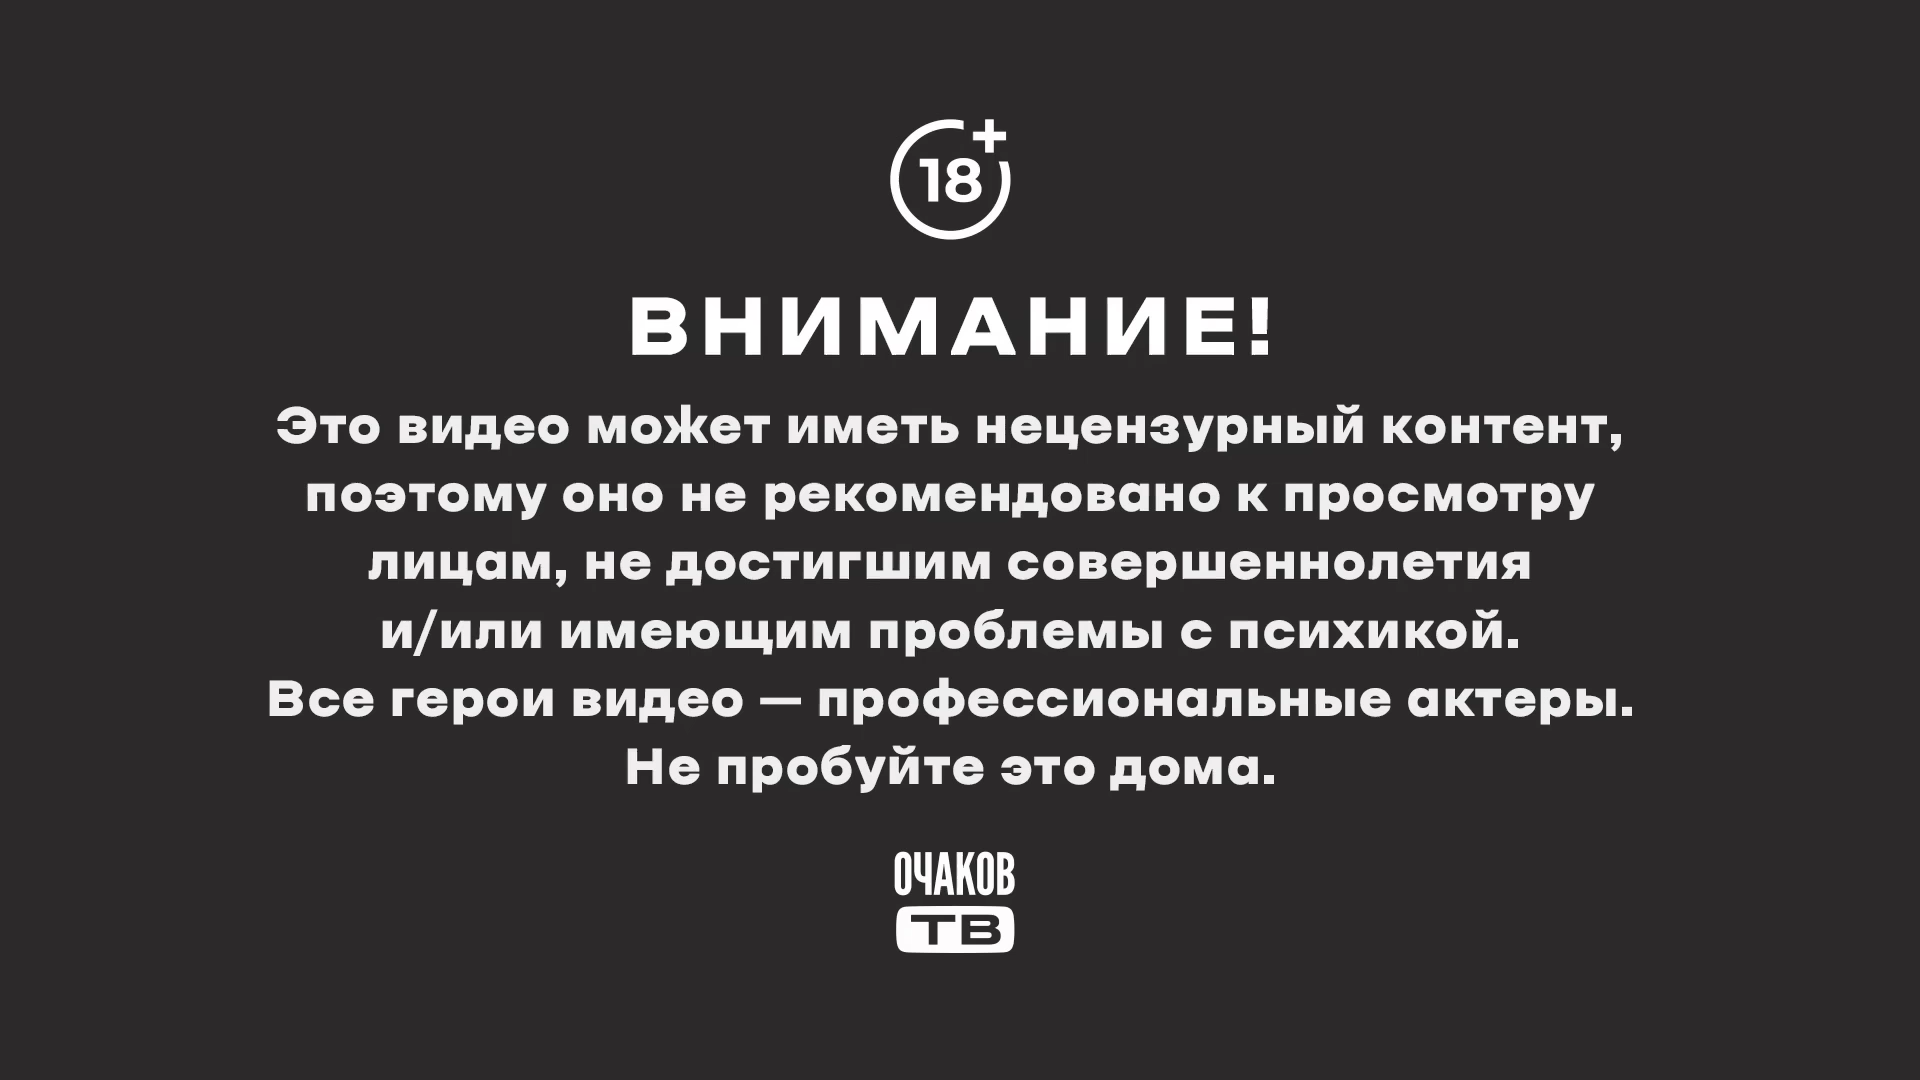 18+
ВНИМАНИЕ!
Это видео может иметь нецензурный контент,
поэтому оно не рекомендовано к просмотру
лицам, не достигшим совершеннолетия
и/или имеющим проблемы с психикой.
Все герои видео — профессиональные актеры.
Не пробуйте это дома.
ОЧАКОВ
ТВ